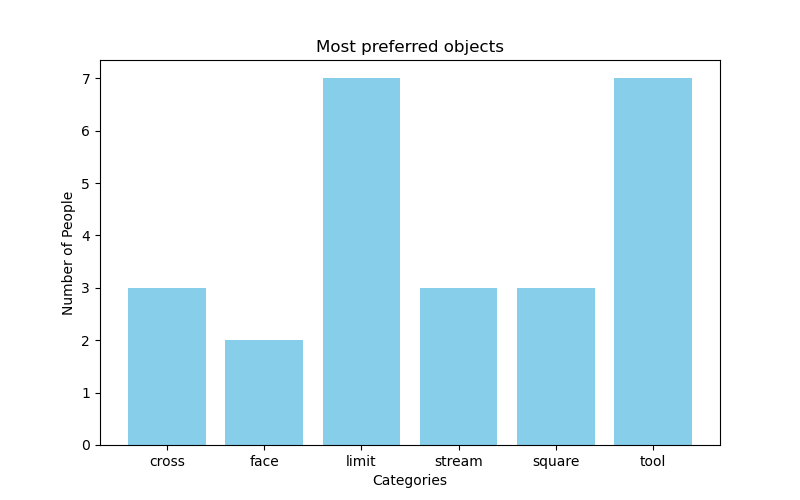 Most preferred objects
Number of People
7
6
5
4
3
2
1
0
cross face limit stream square tool
Categories